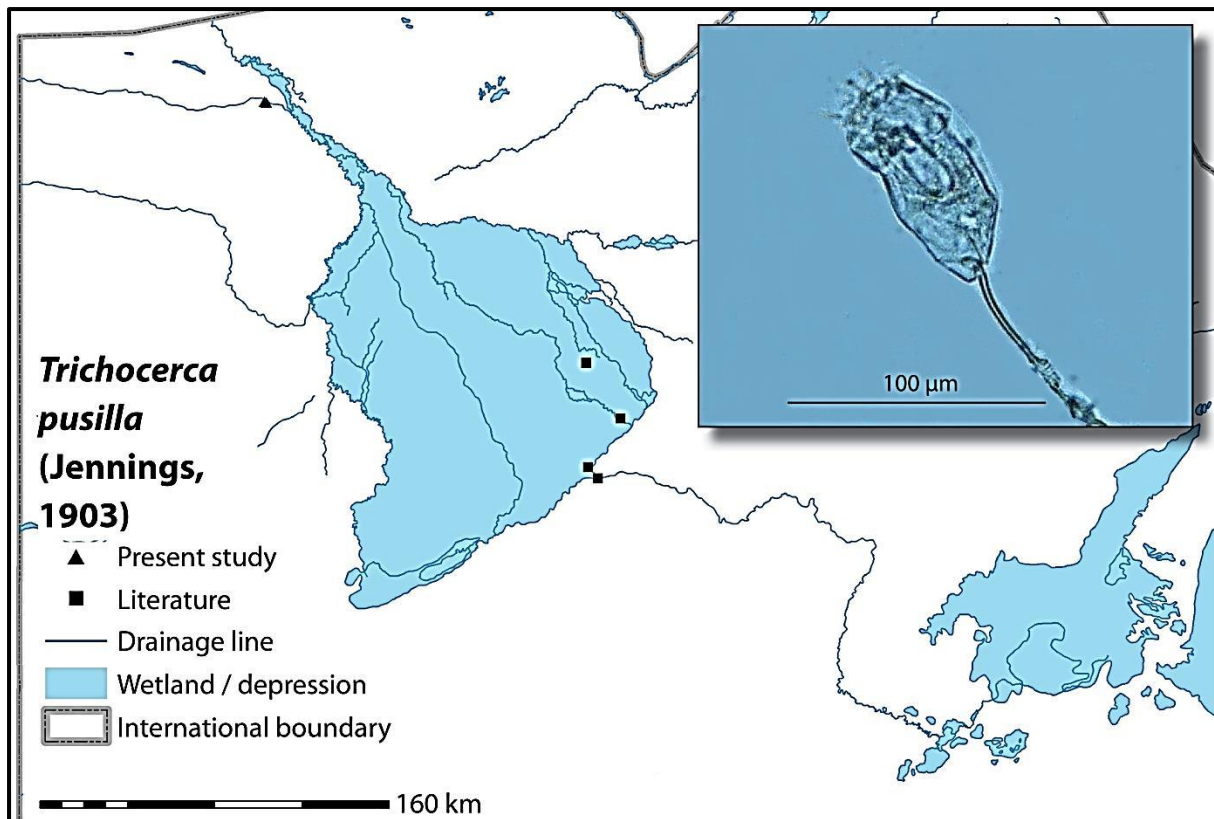 100 µm
Trichocerca
pusilla
(Jennings,
1903)
Present study
Literature
Drainage line
Wetland / depression
International boundary
160 km